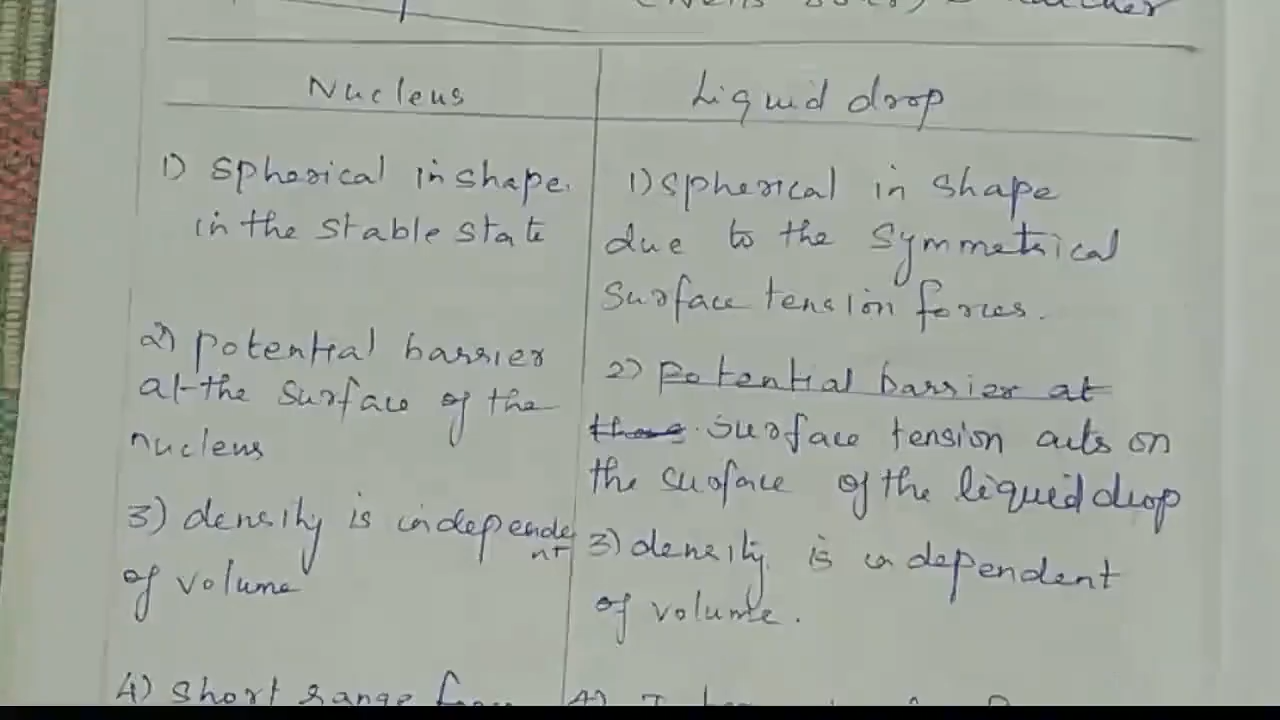 Nucleus
Liquid drop
1) Spherical in shape.
in the stable state
2) potential barrier
at the surface of the
nucleus
3) density is independent
of volume
4) Short range
1) Spherical in shape
due to the symmetrical
surface tension forces.
2) potential barrier at
surface tension acts on
the surface of the liquid drop
3) density is independent
of volume.
4)